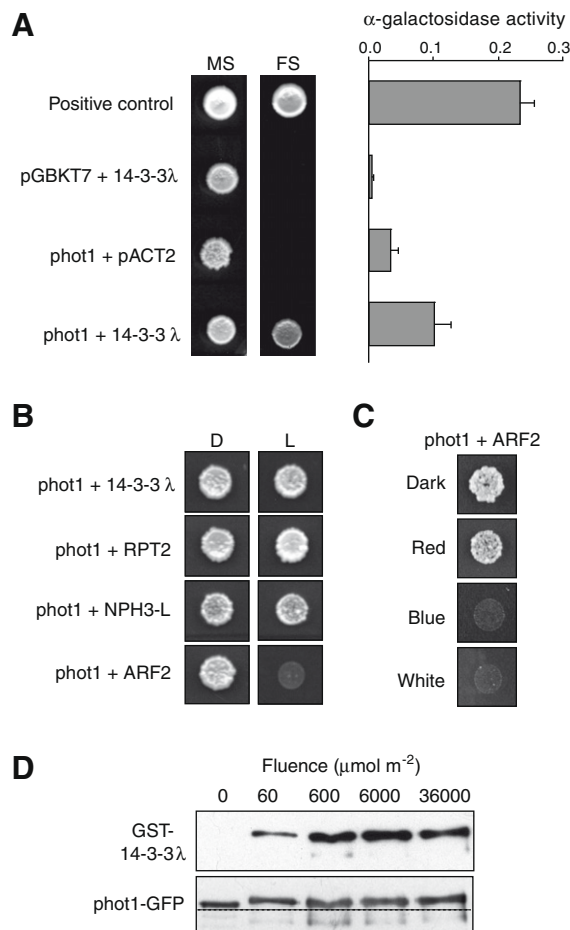 A
α-galactosidase activity
0.0 0.1 0.2 0.3
MS FS
Positive control
pGBKT7 + 14-3-3λ
phot1 + pACT2
phot1 + 14-3-3 λ
B
D L
phot1 + 14-3-3 λ
phot1 + RPT2
phot1 + NPH3-L
phot1 + ARF2
C
phot1 + ARF2
Dark
Red
Blue
White
D
Fluence (μmol m⁻²)
0 60 600 6000 36000
GST-
14-3-3λ
phot1-GFP